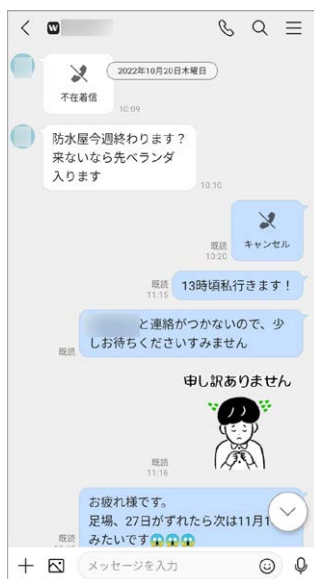 W
2022年10月20日木曜日
不在着信
10:09
防水屋今週終わります？
来ないなら先ベランダ
入ります
10:10
キャンセル
既読
10:20
13時頃私行きます！
既読
11:15
と連絡がつかないので、少
しお待ちくださいすみません
既読
申し訳ありません
既読
11:16
お疲れ様です。
足場、27日がずれたら次は11月1
みたいです😱😱😱
既読
メッセージを入力